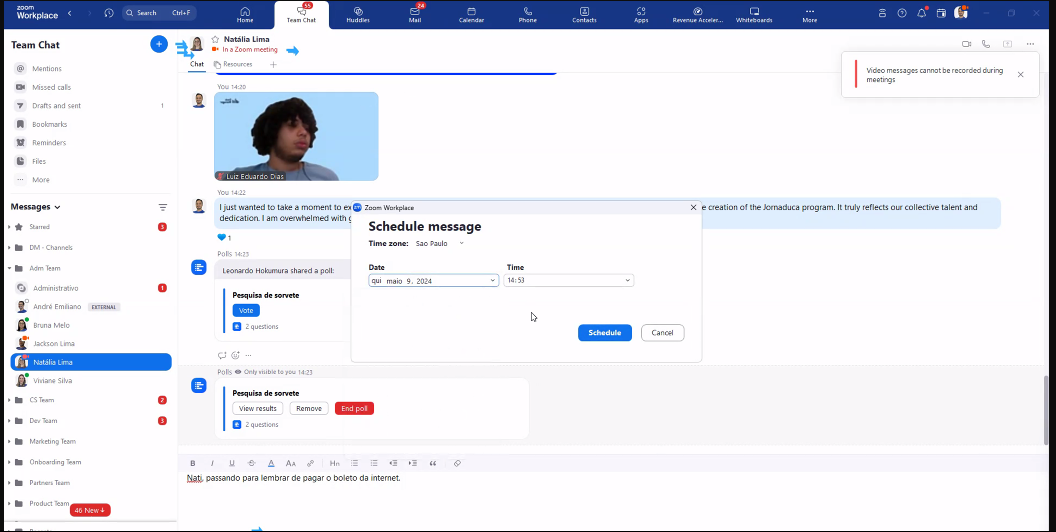 zoom
Workplace
Search Ctrl+F
Home
55
Team Chat
Huddles
24
Mail
Calendar
Phone
Contacts
Apps
Revenue Acceler...
Whiteboards
More
Team Chat
Mentions
Missed calls
Drafts and sent 1
Bookmarks
Reminders
Files
More
Messages
Starred 3
DM - Channels
Adm Team
Administrativo 1
André Emiliano EXTERNAL
Bruna Melo
Jackson Lima
Natália Lima
Viviane Silva
CS Team 2
Dev Team 3
Marketing Team
Onboarding Team
Partners Team
Product Team
46 New ↓
Natália Lima
In a Zoom meeting
Chat Resources
Video messages cannot be recorded during
meetings
You 14:20
Luiz Eduardo Dias
You 14:22
I just wanted to take a moment to ex
e creation of the Jornaduca program. It truly reflects our collective talent and
dedication. I am overwhelmed with g
1
Polls 14:23
Leonardo Hokumura shared a poll:
Pesquisa de sorvete
Vote
2 questions
Zoom Workplace
Schedule message
Time zone: Sao Paulo
Date Time
qui maio 9, 2024 14:53
Schedule Cancel
Polls Only visible to you 14:23
Pesquisa de sorvete
View results Remove End poll
2 questions
B I U S A AA H
Nati, passando para lembrar de pagar o boleto da internet.